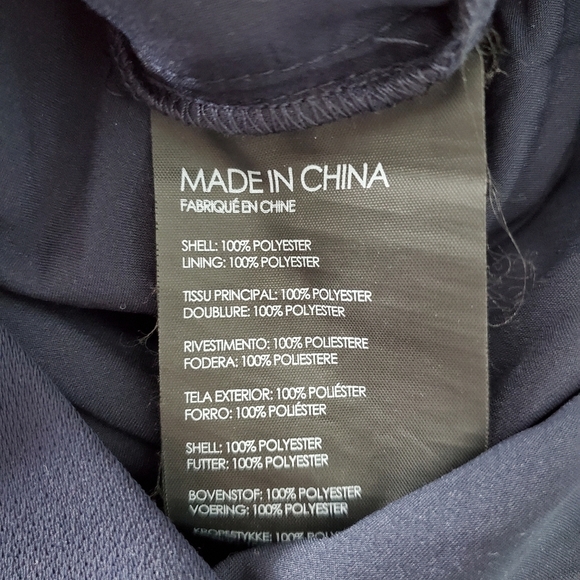 MADE IN CHINA
FABRIQUÉ EN CHINE
SHELL: 100% POLYESTER
LINING: 100% POLYESTER
TISSU PRINCIPAL: 100% POLYESTER
DOUBLURE: 100% POLYESTER
RIVESTIMENTO: 100% POLIESTERE
FODERA: 100% POLIESTERE
TELA EXTERIOR: 100% POLIÉSTER
FORRO: 100% POLIÉSTER
SHELL: 100% POLYESTER
FUTTER: 100% POLYESTER
BOVENSTOF: 100% POLYESTER
VOERING: 100% POLYESTER
KROPESTYKKE: 100%